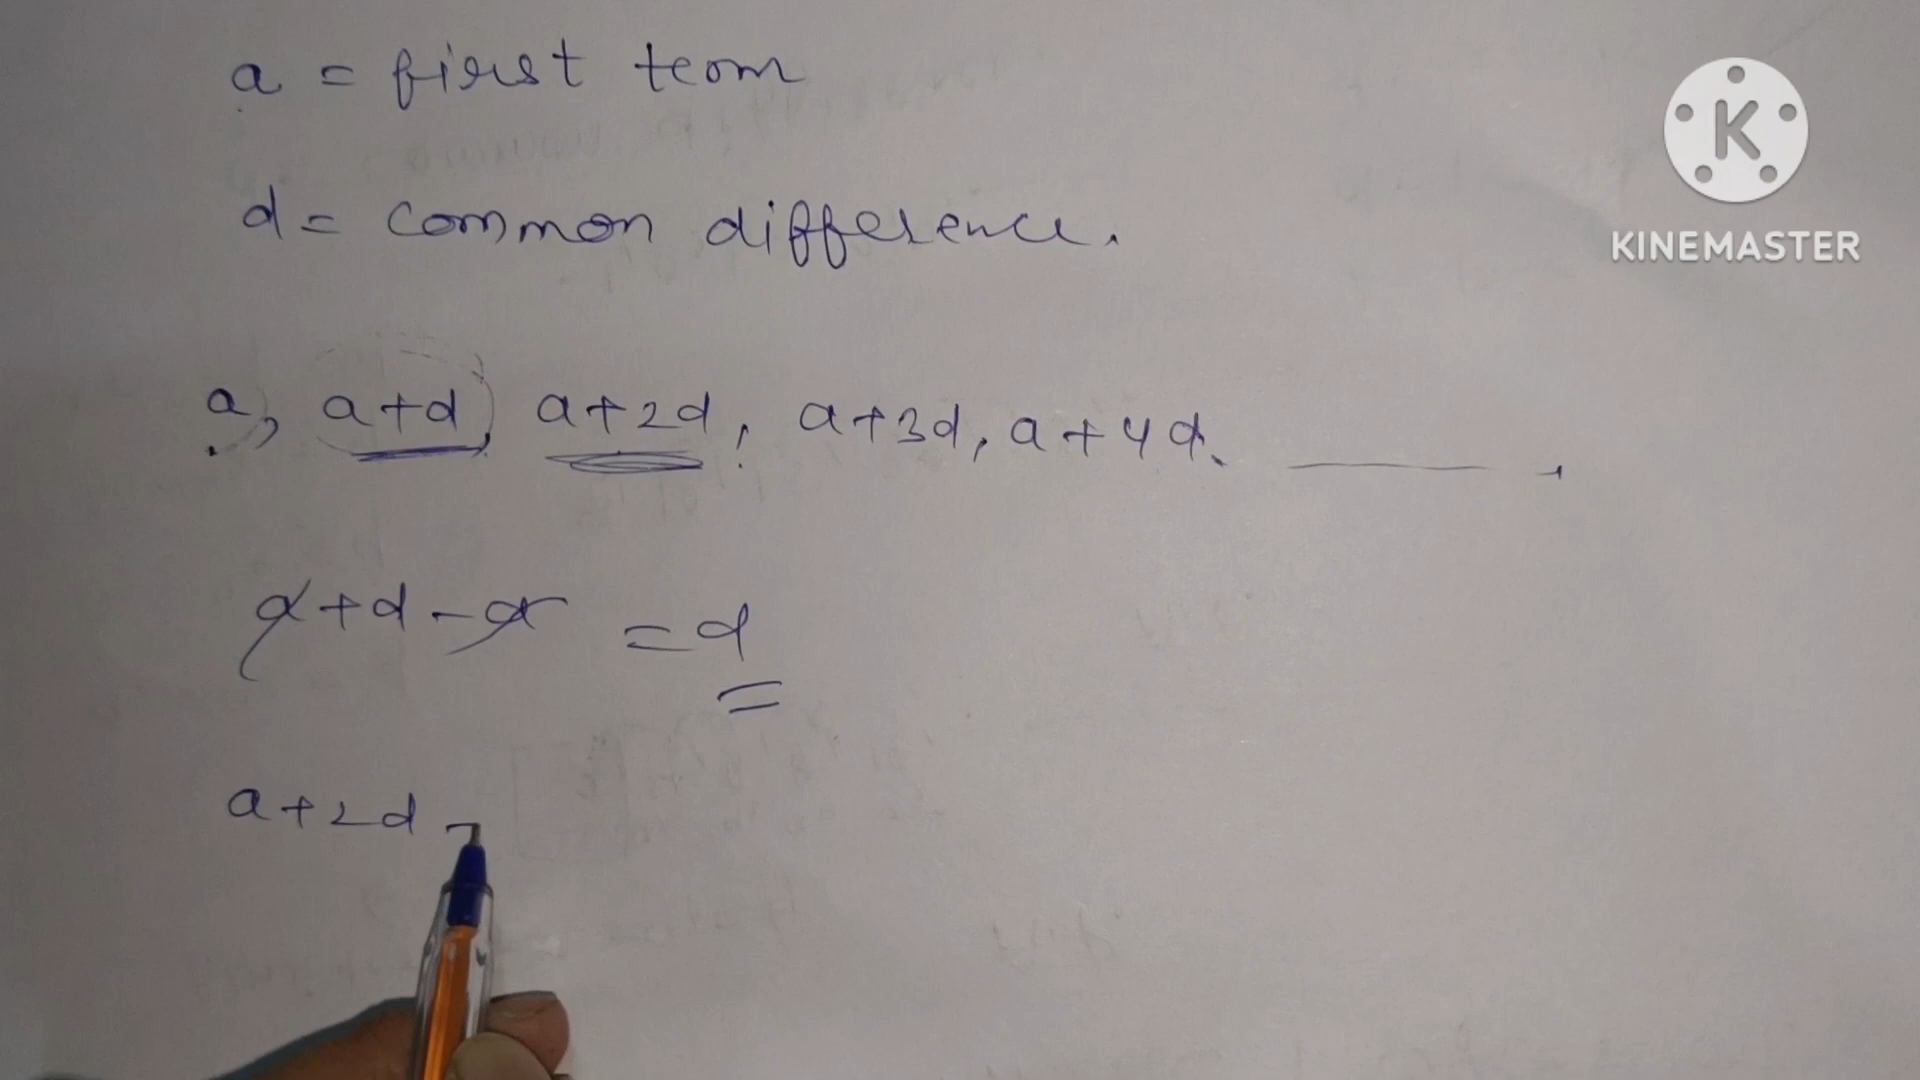 a = first term
K
KINEMASTER
d = common difference.
a, a+d, a+2d, a+3d, a+4d, ———.
a+d-a = d
a+2d -